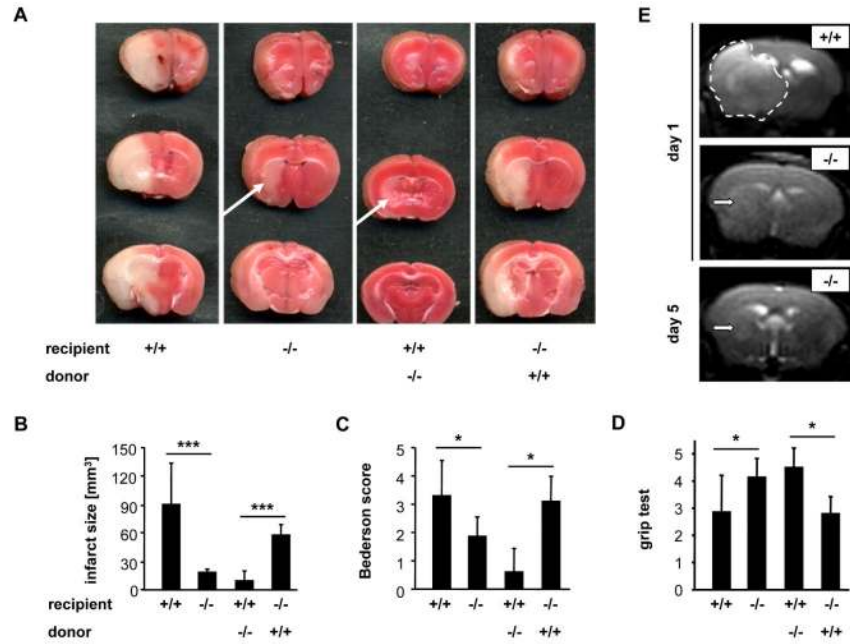 A
recipient +/+ -/- +/+ -/-
donor -/- +/+
E
day 1
+/+
-/-
day 5
-/-
B
infarct size [mm³]
150
120
90
60
30
0
***
***
recipient +/+ -/- +/+ -/-
donor -/- +/+
C
Bederson score
5
4
3
2
1
0
*
*
+/+ -/- +/+ -/-
-/- +/+
D
grip test
5
4
3
2
1
0
*
*
+/+ -/- +/+ -/-
-/- +/+